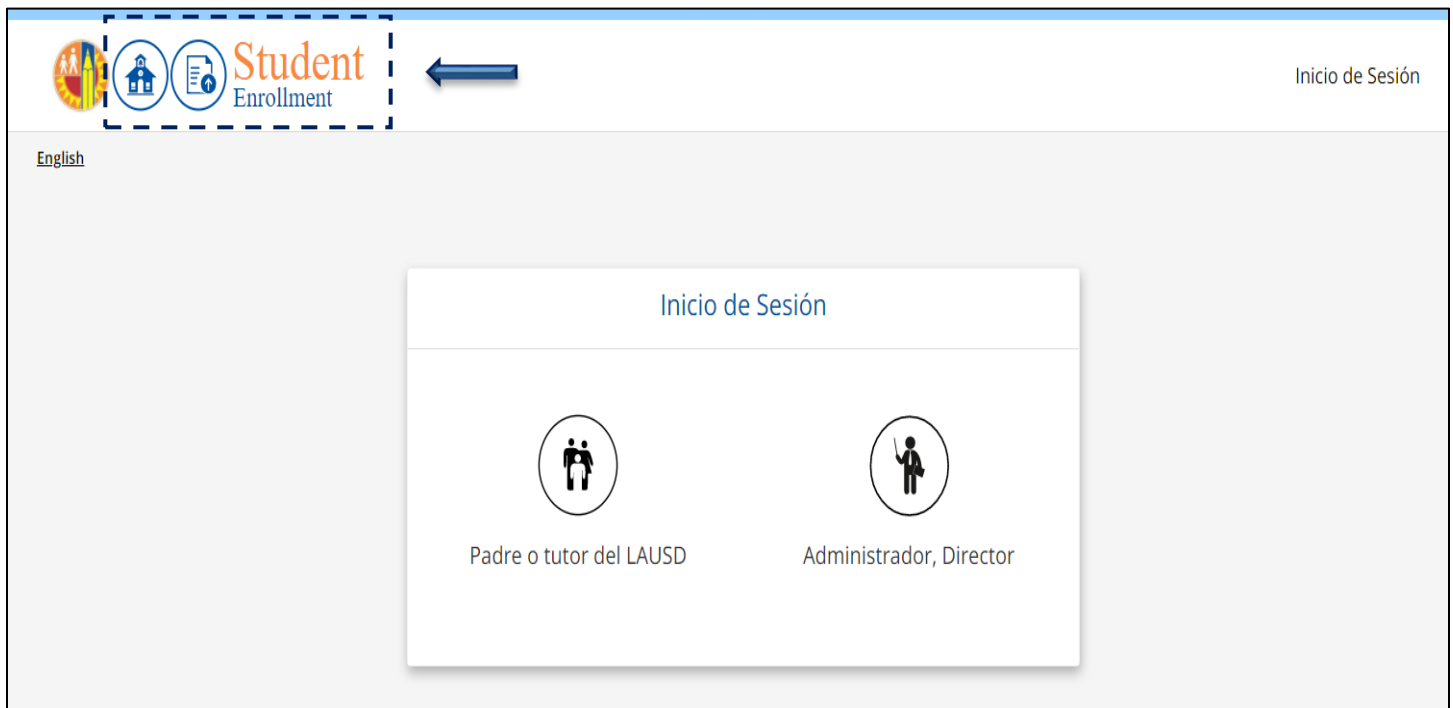 Student
Enrollment
Inicio de Sesión
English
Inicio de Sesión
Padre o tutor del LAUSD
Administrador, Director